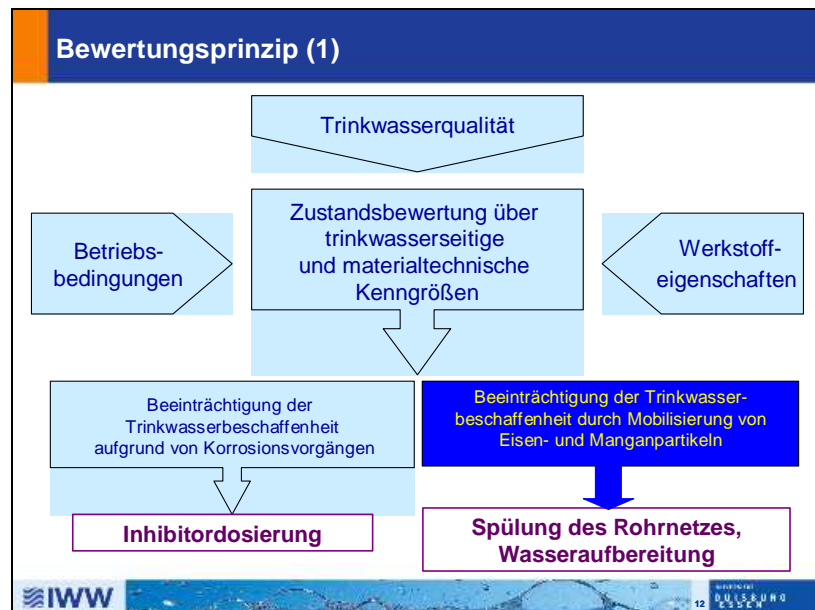 Bewertungsprinzip (1)
Trinkwasserqualität
Zustandsbewertung über
trinkwasserseitige
und materialtechnische
Kenngrößen
Betriebs-
bedingungen
Werkstoff-
eigenschaften
Beeinträchtigung der
Trinkwasserbeschaffenheit
aufgrund von Korrosionsvorgängen
Beeinträchtigung der Trinkwasser-
beschaffenheit durch Mobilisierung von
Eisen- und Manganpartikeln
Inhibitordosierung
Spülung des Rohrnetzes,
Wasseraufbereitung
IWW
12
DUISBURG
ESSEN